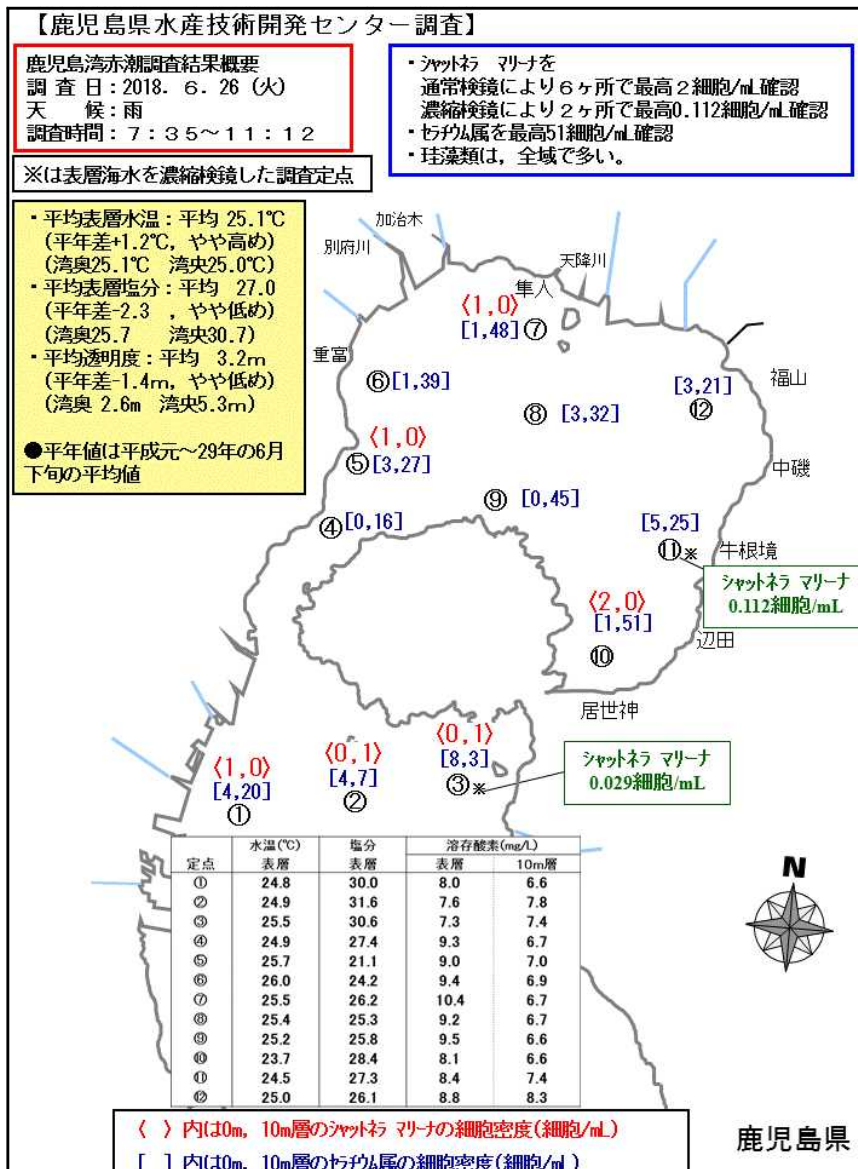 【鹿児島県水産技術開発センター調査】
鹿児島湾赤潮調査結果概要
調 査 日：2018. 6. 26 (火)
天　　候：雨
調査時間：７：３５～１１：１２
※は表層海水を濃縮検鏡した調査定点
・シャットネラ　マリーナを
通常検鏡により６ヶ所で最高２細胞/mL確認
濃縮検鏡により２ヶ所で最高0.112細胞/mL確認
・セラチウム属を最高51細胞/mL確認
・珪藻類は，全域で多い。
・平均表層水温：平均 25.1℃
(平年差+1.2℃, やや高め)
(湾奥25.1℃ 湾央25.0℃)
・平均表層塩分：平均 27.0
(平年差-2.3 , やや低め)
(湾奥25.7 湾央30.7)
・平均透明度：平均 3.2m
(平年差-1.4m, やや低め)
(湾奥 2.6m 湾央5.3m)
●平年値は平成元～29年の6月
下旬の平均値
加治木
別府川
天降川
隼人
〈1,0〉
[1,48] ⑦
重富
⑥[1,39]
[3,21]
⑫
福山
⑧ [3,32]
〈1,0〉
⑤[3,27]
中磯
⑨ [0,45]
④[0,16]
[5,25]
⑪※
牛根境
シャットネラ マリーナ
0.112細胞/mL
〈2,0〉
[1,51]
⑩
辺田
居世神
〈1,0〉
[4,20]
①
〈0,1〉
[4,7]
②
〈0,1〉
[8,3]
③※
シャットネラ マリーナ
0.029細胞/mL
水温(℃) 塩分 溶存酸素(mg/L)
定点 表層 表層 表層 10m層
① 24.8 30.0 8.0 6.6
② 24.9 31.6 7.6 7.8
③ 25.5 30.6 7.3 7.4
④ 24.9 27.4 9.3 6.7
⑤ 25.7 21.1 9.0 7.0
⑥ 26.0 24.2 9.4 6.9
⑦ 25.5 26.2 10.4 6.7
⑧ 25.4 25.3 9.2 6.7
⑨ 25.2 25.8 9.5 6.6
⑩ 23.7 28.4 8.1 6.6
⑪ 24.5 27.3 8.4 7.4
⑫ 25.0 26.1 8.8 8.3
N
〈 〉内は0m, 10m層のシャットネラ マリーナの細胞密度(細胞/mL)
[ ]内は0m, 10m層のセラチウム属の細胞密度(細胞/mL)
鹿児島県